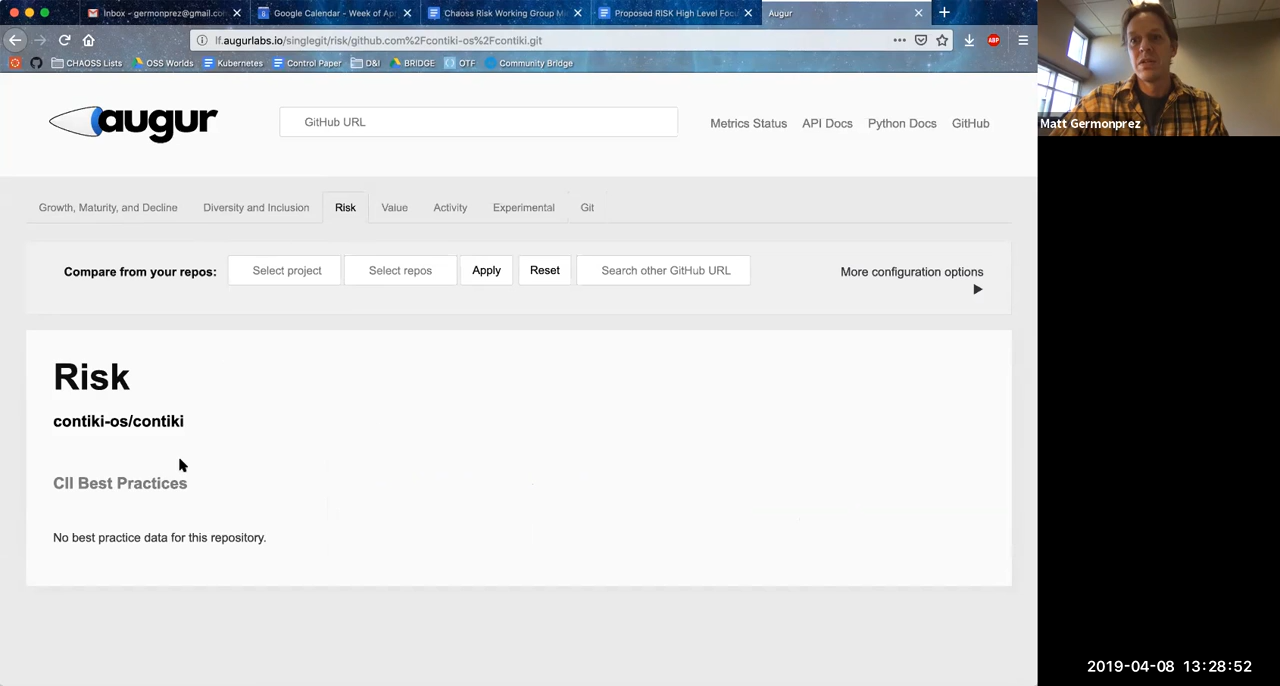 Inbox - germonprez@gmail.co
Google Calendar - Week of Ap
Chaoss Risk Working Group M
Proposed RISK High Level Focu
Augur
lf.augurlabs.io/singlegit/risk/github.com%2Fcontiki-os%2Fcontiki.git
ABP
CHAOSS Lists
OSS Worlds
Kubernetes
Control Paper
D&I
BRIDGE
OTF
Community Bridge
Matt Germonprez
augur
GitHub URL
Metrics Status
API Docs
Python Docs
GitHub
Growth, Maturity, and Decline
Diversity and Inclusion
Risk
Value
Activity
Experimental
Git
Compare from your repos:
Select project
Select repos
Apply
Reset
Search other GitHub URL
More configuration options
Risk
contiki-os/contiki
CII Best Practices
No best practice data for this repository.
2019-04-08 13:28:52